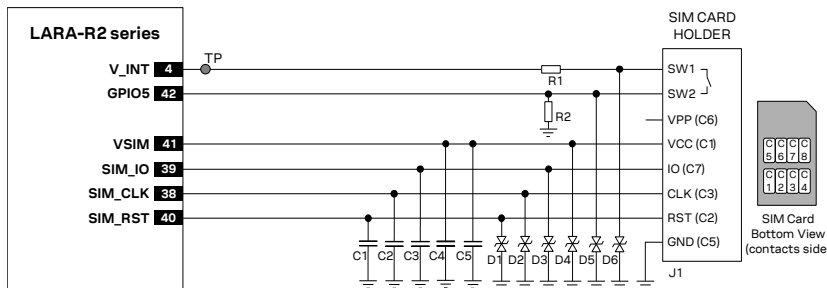 LARA-R2 series
SIM CARD
HOLDER
TP
V_INT 4
R1
SW1
GPIO5 42
SW2
R2
VPP (C6)
VSIM 41
VCC (C1)
SIM_IO 39
IO (C7)
SIM_CLK 38
CLK (C3)
SIM_RST 40
RST (C2)
GND (C5)
C1 C2 C3 C4 C5 D1 D2 D3 D4 D5 D6
J1
C C C C
5 6 7 8
C C C C
1 2 3 4
SIM Card
Bottom View
(contacts side